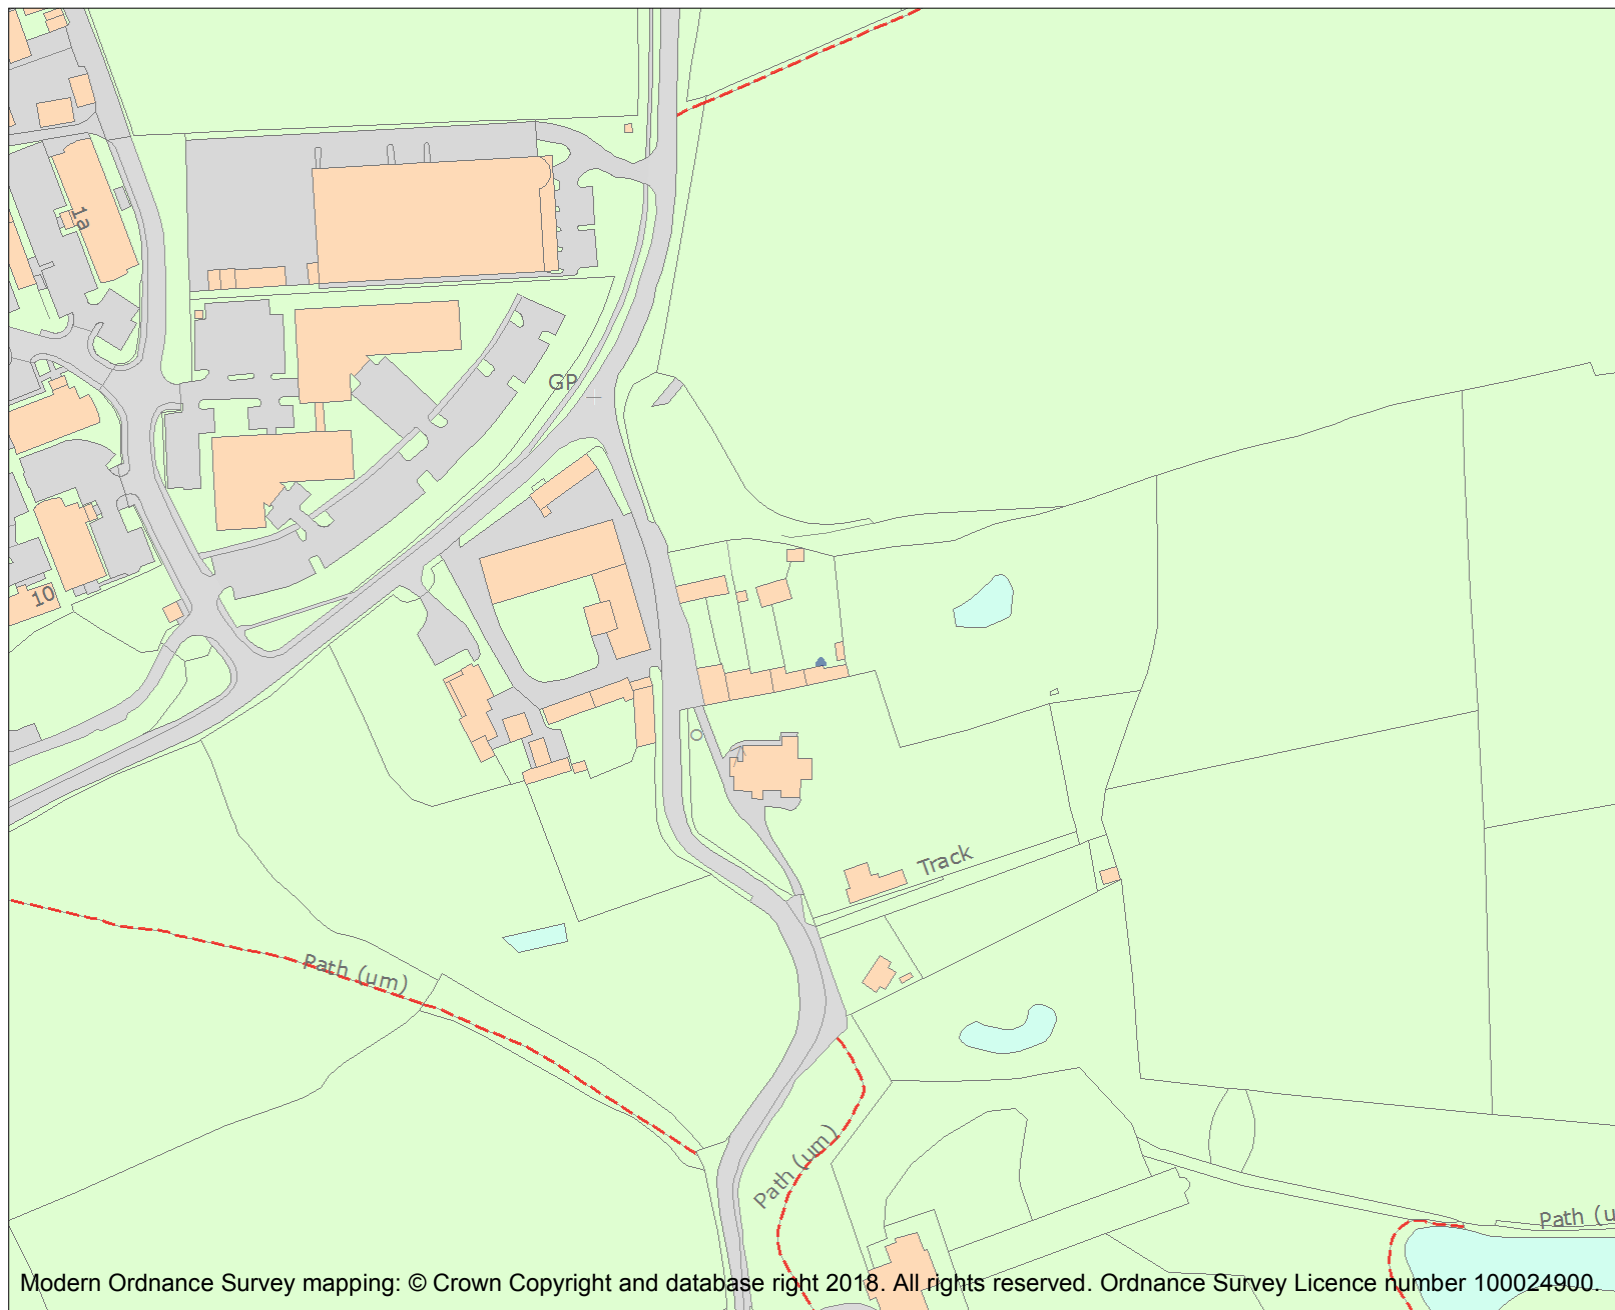 1a
GP
10
Track
Path (um)
Path (um)
Path (u
Modern Ordnance Survey mapping: © Crown Copyright and database right 2018. All rights reserved. Ordnance Survey Licence number 100024900.